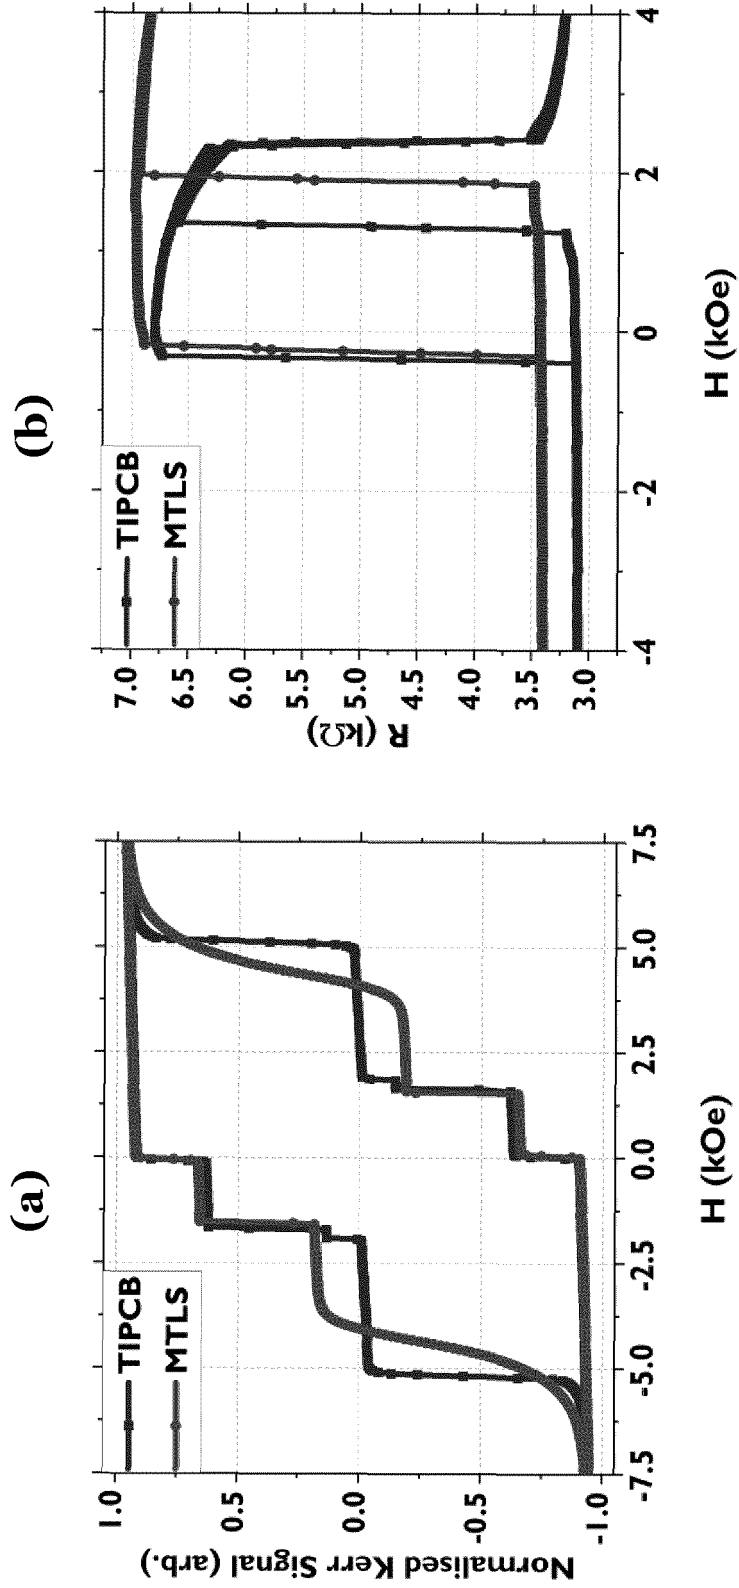 (a)
TIPCB
MTLS
Normalised Kerr Signal (arb.)
1.0
0.5
0.0
-0.5
-1.0
-7.5 -5.0 -2.5 0.0 2.5 5.0 7.5
H (kOe)
(b)
TIPCB
MTLS
R (kΩ)
7.0
6.5
6.0
5.5
5.0
4.5
4.0
3.5
3.0
-4 -2 0 2 4
H (kOe)